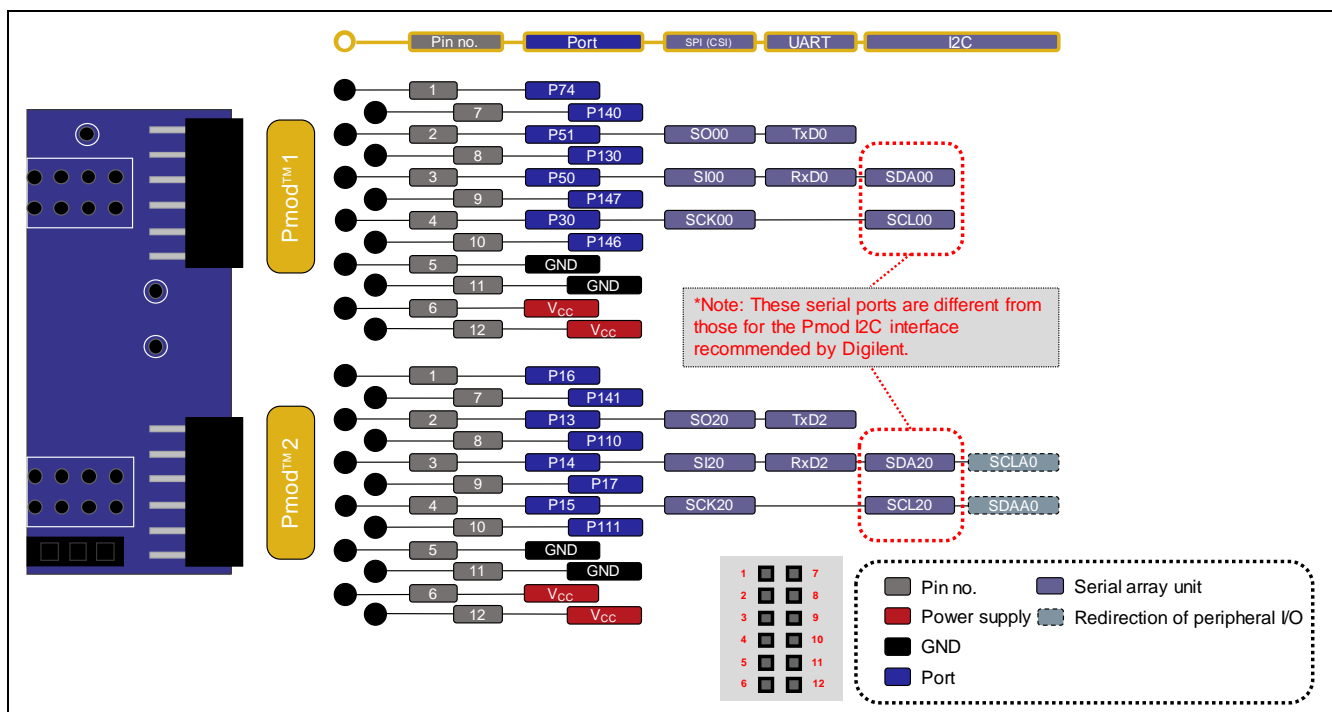 Pin no. Port SPI (CSI) UART I2C
Pmod™1
1 P74
7 P140
2 P51 SO00 TxD0
8 P130
3 P50 SI00 RxD0 SDA00
9 P147
4 P30 SCK00 SCL00
10 P146
5 GND
11 GND
6 VCC
12 VCC
*Note: These serial ports are different from
those for the Pmod I2C interface
recommended by Digilent.
Pmod™2
1 P16
7 P141
2 P13 SO20 TxD2
8 P110
3 P14 SI20 RxD2 SDA20 SCLA0
9 P17
4 P15 SCK20 SCL20 SDAA0
10 P111
5 GND
11 GND
6 VCC
12 VCC
1 7
2 8
3 9
4 10
5 11
6 12
Pin no. Serial array unit
Power supply Redirection of peripheral I/O
GND
Port